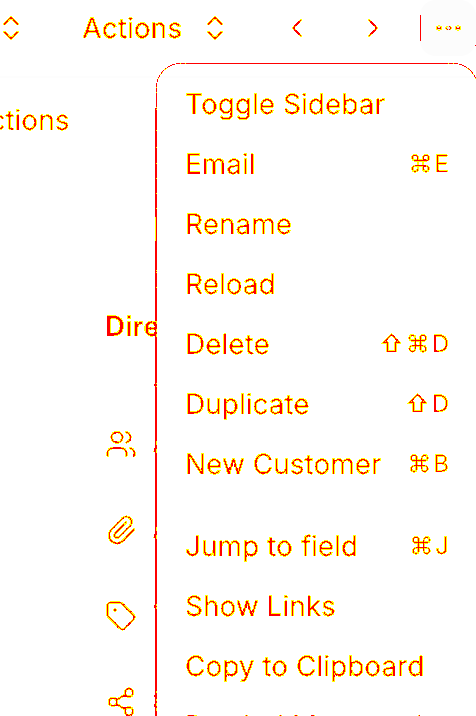 Actions
ctions
Toggle Sidebar
Email ⌘E
Rename
Reload
Dire
Delete ⇧⌘D
Duplicate ⇧D
New Customer ⌘B
Jump to field ⌘J
Show Links
Copy to Clipboard